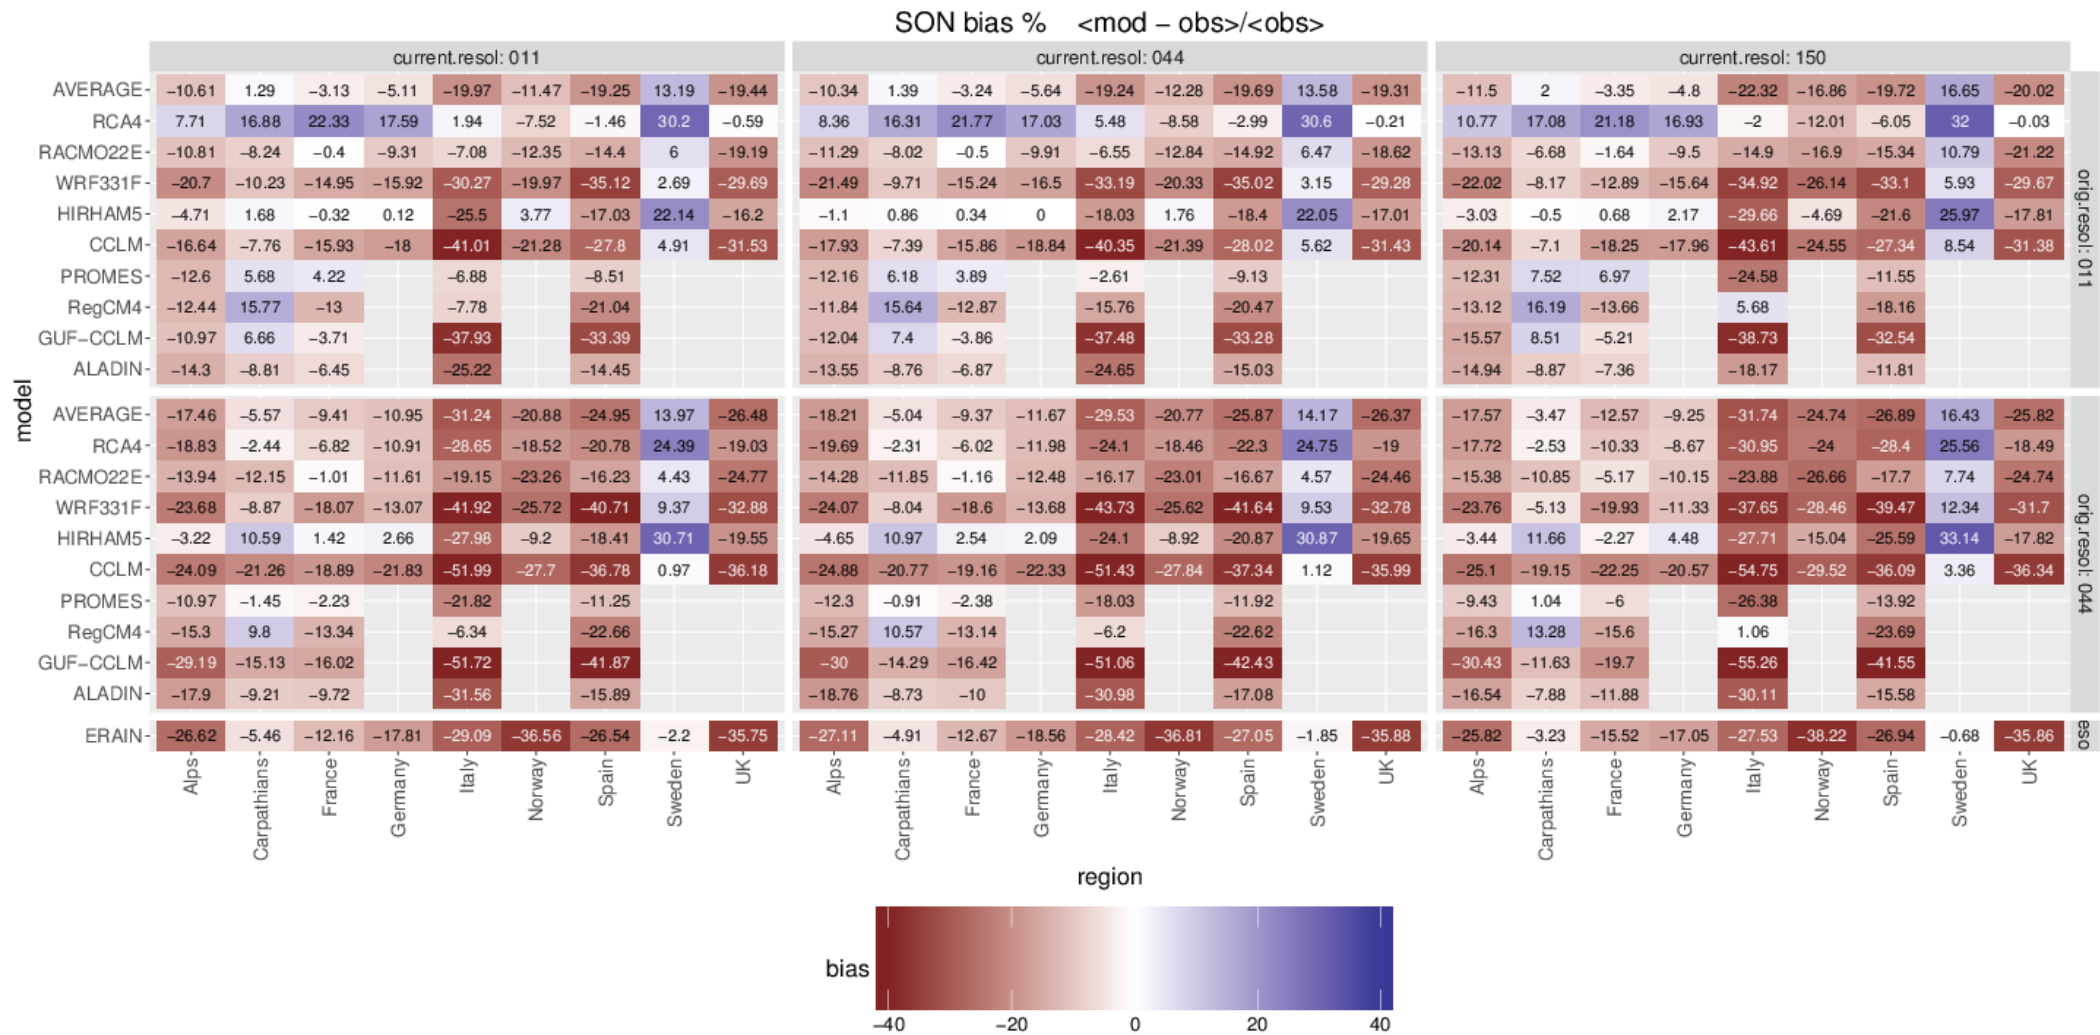 SON bias %    <mod − obs>/<obs>
current.resol: 011 current.resol: 044 current.resol: 150
AVERAGE −10.61 1.29 −3.13 −5.11 −19.97 −11.47 −19.25 13.19 −19.44 −10.34 1.39 −3.24 −5.64 −19.24 −12.28 −19.69 13.58 −19.31 −11.5 2 −3.35 −4.8 −22.32 −16.86 −19.72 16.65 −20.02
RCA4 7.71 16.88 22.33 17.59 1.94 −7.52 −1.46 30.2 −0.59 8.36 16.31 21.77 17.03 5.48 −8.58 −2.99 30.6 −0.21 10.77 17.08 21.18 16.93 −2 −12.01 −6.05 32 −0.03
RACMO22E −10.81 −8.24 −0.4 −9.31 −7.08 −12.35 −14.4 6 −19.19 −11.29 −8.02 −0.5 −9.91 −6.55 −12.84 −14.92 6.47 −18.62 −13.13 −6.68 −1.64 −9.5 −14.9 −16.9 −15.34 10.79 −21.22
WRF331F −20.7 −10.23 −14.95 −15.92 −30.27 −19.97 −35.12 2.69 −29.69 −21.49 −9.71 −15.24 −16.5 −33.19 −20.33 −35.02 3.15 −29.28 −22.02 −8.17 −12.89 −15.64 −34.92 −26.14 −33.1 5.93 −29.67
HIRHAM5 −4.71 1.68 −0.32 0.12 −25.5 3.77 −17.03 22.14 −16.2 −1.1 0.86 0.34 0 −18.03 1.76 −18.4 22.05 −17.01 −3.03 −0.5 0.68 2.17 −29.66 −4.69 −21.6 25.97 −17.81
CCLM −16.64 −7.76 −15.93 −18 −41.01 −21.28 −27.8 4.91 −31.53 −17.93 −7.39 −15.86 −18.84 −40.35 −21.39 −28.02 5.62 −31.43 −20.14 −7.1 −18.25 −17.96 −43.61 −24.55 −27.34 8.54 −31.38
PROMES −12.6 5.68 4.22 −6.88 −8.51 −12.16 6.18 3.89 −2.61 −9.13 −12.31 7.52 6.97 −24.58 −11.55
RegCM4 −12.44 15.77 −13 −7.78 −21.04 −11.84 15.64 −12.87 −15.76 −20.47 −13.12 16.19 −13.66 5.68 −18.16
GUF−CCLM −10.97 6.66 −3.71 −37.93 −33.39 −12.04 7.4 −3.86 −37.48 −33.28 −15.57 8.51 −5.21 −38.73 −32.54
ALADIN −14.3 −8.81 −6.45 −25.22 −14.45 −13.55 −8.76 −6.87 −24.65 −15.03 −14.94 −8.87 −7.36 −18.17 −11.81
orig.resol: 011
model
AVERAGE −17.46 −5.57 −9.41 −10.95 −31.24 −20.88 −24.95 13.97 −26.48 −18.21 −5.04 −9.37 −11.67 −29.53 −20.77 −25.87 14.17 −26.37 −17.57 −3.47 −12.57 −9.25 −31.74 −24.74 −26.89 16.43 −25.82
RCA4 −18.83 −2.44 −6.82 −10.91 −28.65 −18.52 −20.78 24.39 −19.03 −19.69 −2.31 −6.02 −11.98 −24.1 −18.46 −22.3 24.75 −19 −17.72 −2.53 −10.33 −8.67 −30.95 −24 −28.4 25.56 −18.49
RACMO22E −13.94 −12.15 −1.01 −11.61 −19.15 −23.26 −16.23 4.43 −24.77 −14.28 −11.85 −1.16 −12.48 −16.17 −23.01 −16.67 4.57 −24.46 −15.38 −10.85 −5.17 −10.15 −23.88 −26.66 −17.7 7.74 −24.74
WRF331F −23.68 −8.87 −18.07 −13.07 −41.92 −25.72 −40.71 9.37 −32.88 −24.07 −8.04 −18.6 −13.68 −43.73 −25.62 −41.64 9.53 −32.78 −23.76 −5.13 −19.93 −11.33 −37.65 −28.46 −39.47 12.34 −31.7
HIRHAM5 −3.22 10.59 1.42 2.66 −27.98 −9.2 −18.41 30.71 −19.55 −4.65 10.97 2.54 2.09 −24.1 −8.92 −20.87 30.87 −19.65 −3.44 11.66 −2.27 4.48 −27.71 −15.04 −25.59 33.14 −17.82
CCLM −24.09 −21.26 −18.89 −21.83 −51.99 −27.7 −36.78 0.97 −36.18 −24.88 −20.77 −19.16 −22.33 −51.43 −27.84 −37.34 1.12 −35.99 −25.1 −19.15 −22.25 −20.57 −54.75 −29.52 −36.09 3.36 −36.34
PROMES −10.97 −1.45 −2.23 −21.82 −11.25 −12.3 −0.91 −2.38 −18.03 −11.92 −9.43 1.04 −6 −26.38 −13.92
RegCM4 −15.3 9.8 −13.34 −6.34 −22.66 −15.27 10.57 −13.14 −6.2 −22.62 −16.3 13.28 −15.6 1.06 −23.69
GUF−CCLM −29.19 −15.13 −16.02 −51.72 −41.87 −30 −14.29 −16.42 −51.06 −42.43 −30.43 −11.63 −19.7 −55.26 −41.55
ALADIN −17.9 −9.21 −9.72 −31.56 −15.89 −18.76 −8.73 −10 −30.98 −17.08 −16.54 −7.88 −11.88 −30.11 −15.58
orig.resol: 044
ERAIN −26.62 −5.46 −12.16 −17.81 −29.09 −36.56 −26.54 −2.2 −35.75 −27.11 −4.91 −12.67 −18.56 −28.42 −36.81 −27.05 −1.85 −35.88 −25.82 −3.23 −15.52 −17.05 −27.53 −38.22 −26.94 −0.68 −35.86
eso
Alps Carpathians France Germany Italy Norway Spain Sweden UK Alps Carpathians France Germany Italy Norway Spain Sweden UK Alps Carpathians France Germany Italy Norway Spain Sweden UK
region
bias
−40 −20 0 20 40